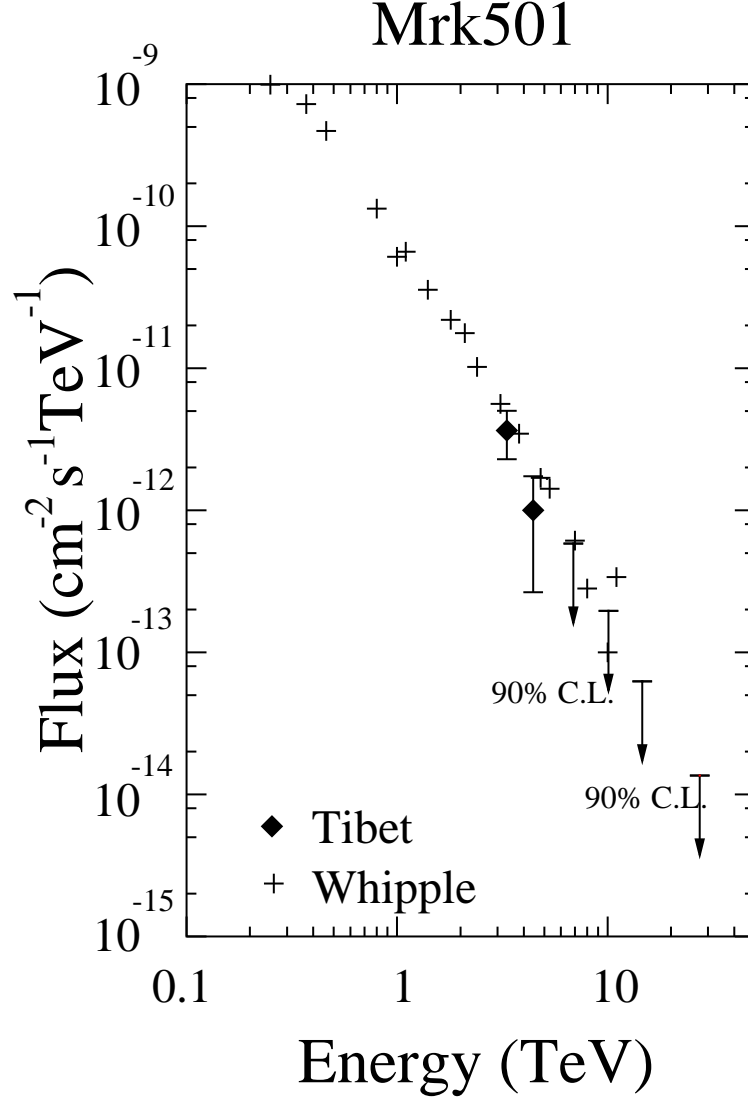 Mrk501
10^-9
10^-10
10^-11
10^-12
10^-13
10^-14
10^-15
Flux (cm^-2 s^-1 TeV^-1)
90% C.L.
90% C.L.
Tibet
Whipple
0.1 1 10
Energy (TeV)